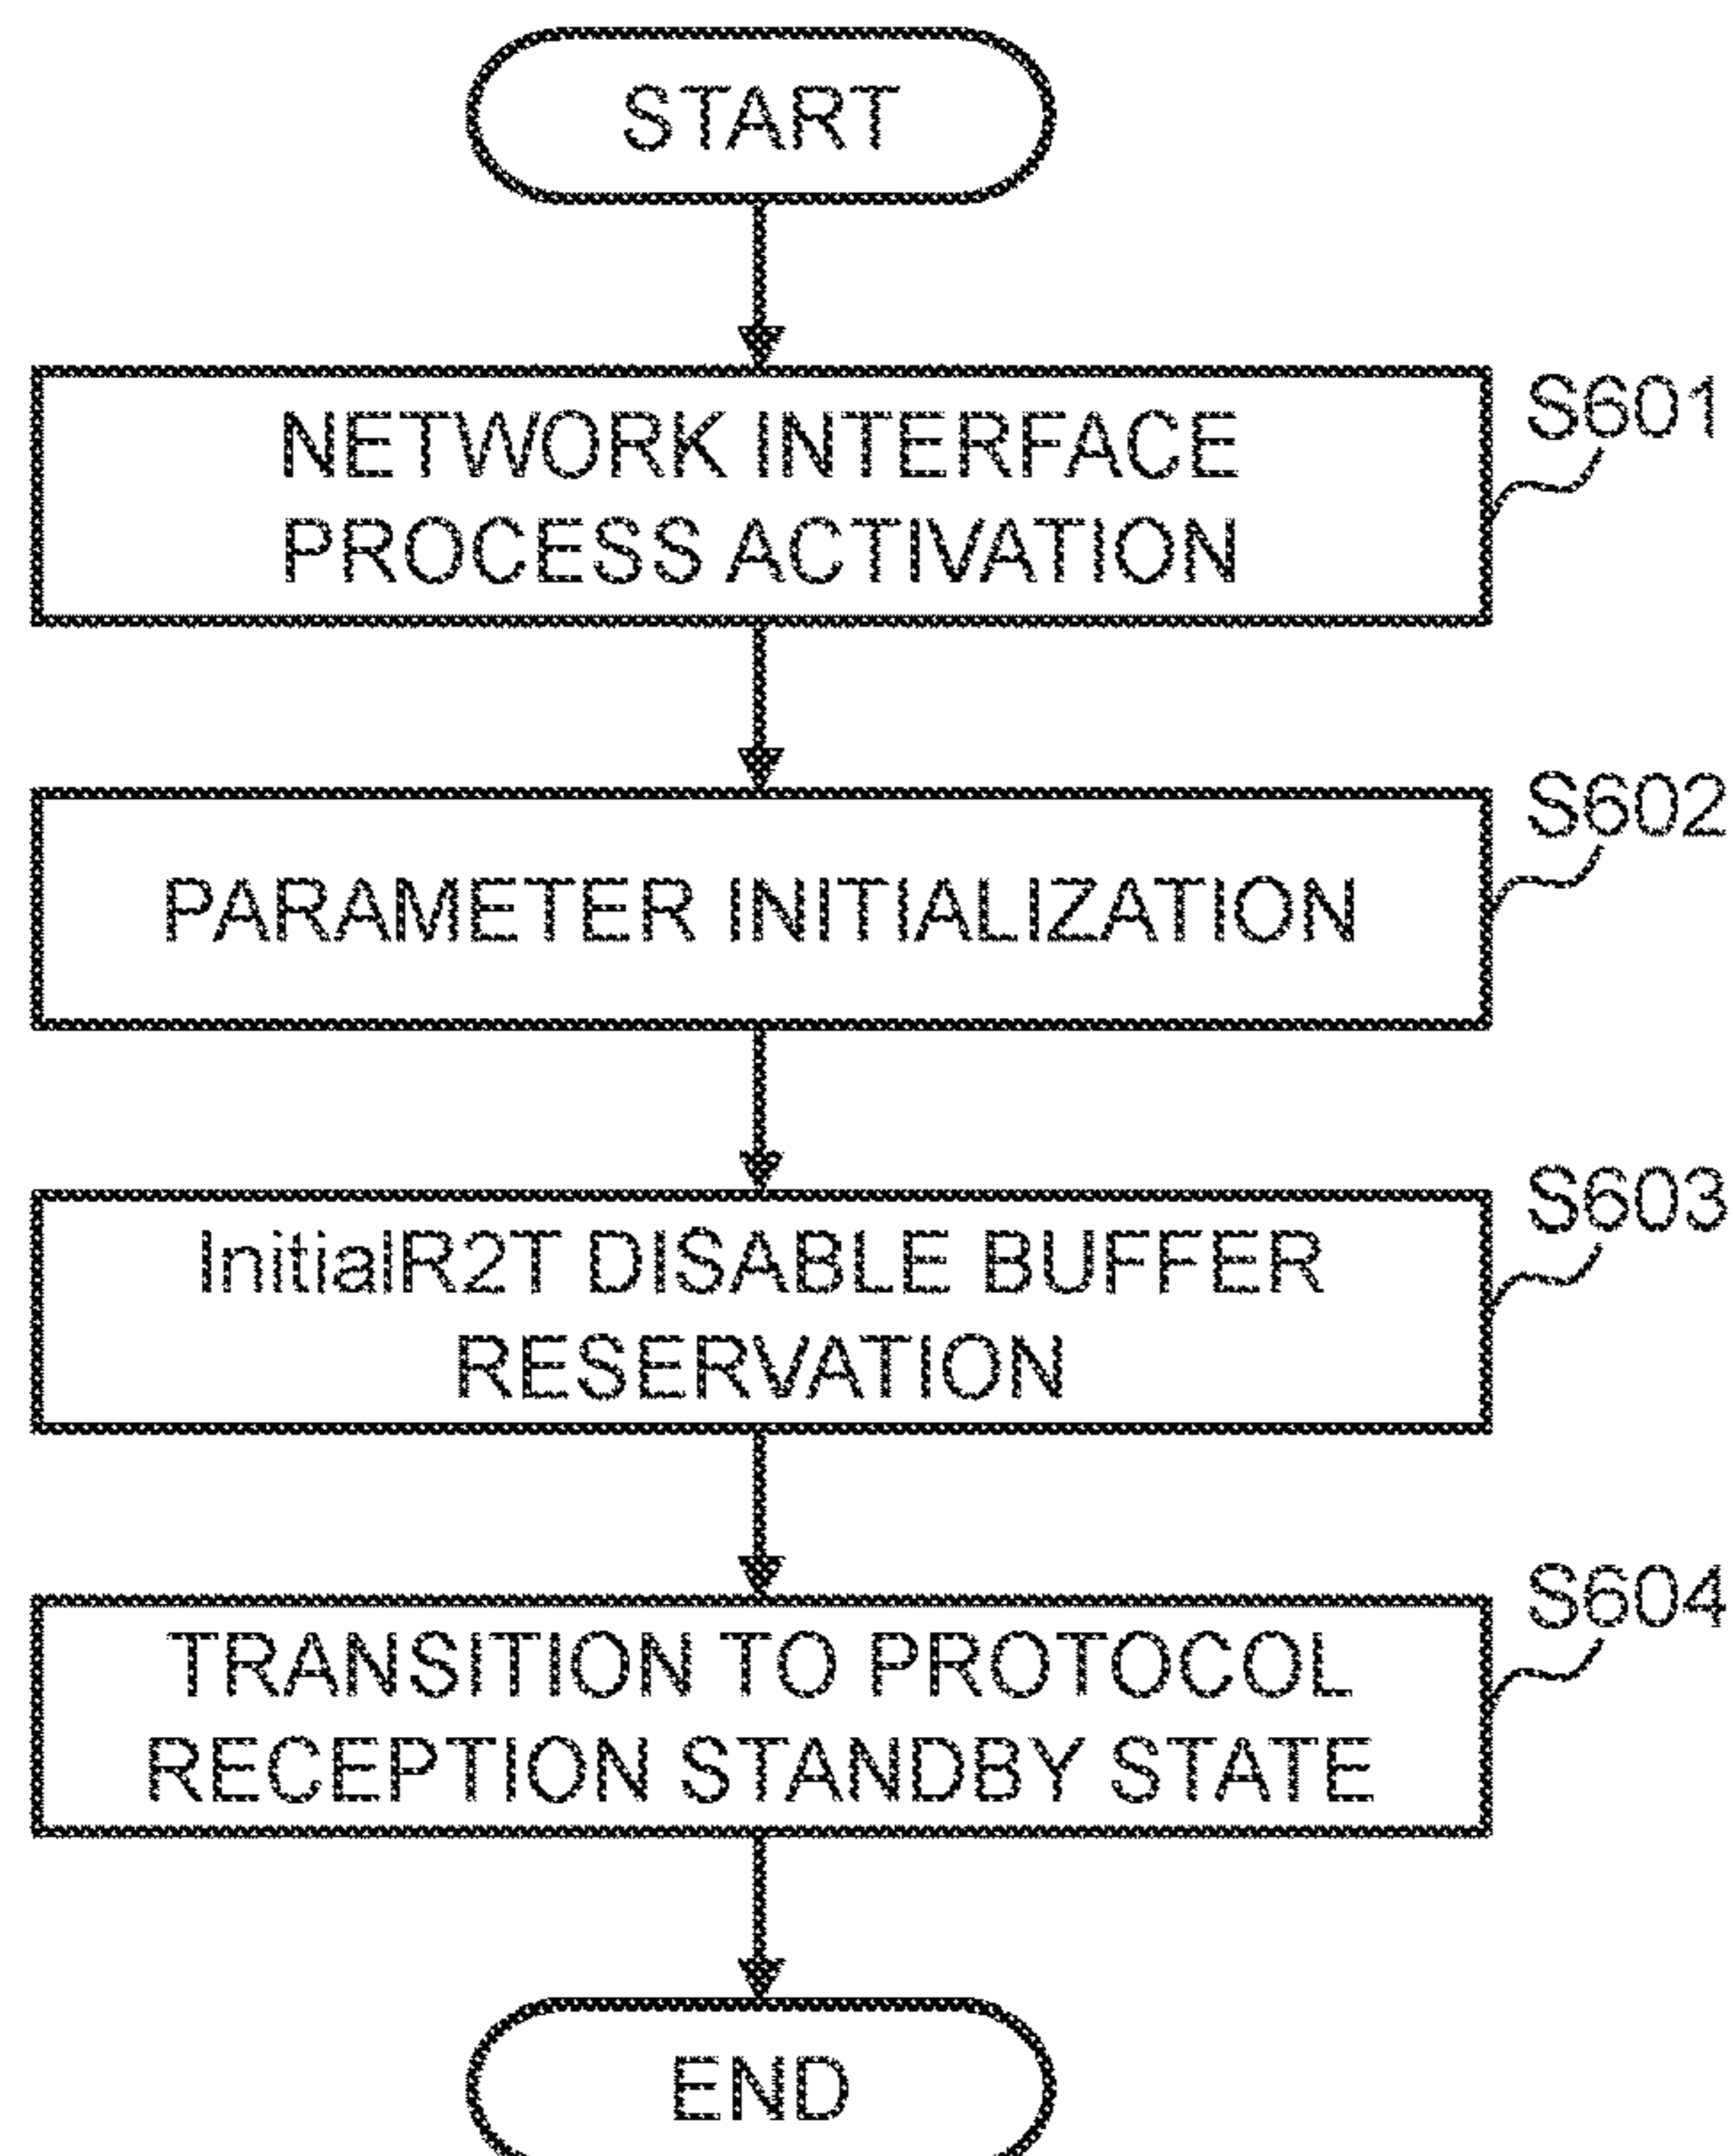 START
S601
NETWORK INTERFACE
PROCESS ACTIVATION
S602
PARAMETER INITIALIZATION
S603
InitialR2T DISABLE BUFFER
RESERVATION
S604
TRANSITION TO PROTOCOL
RECEPTION STANDBY STATE
END